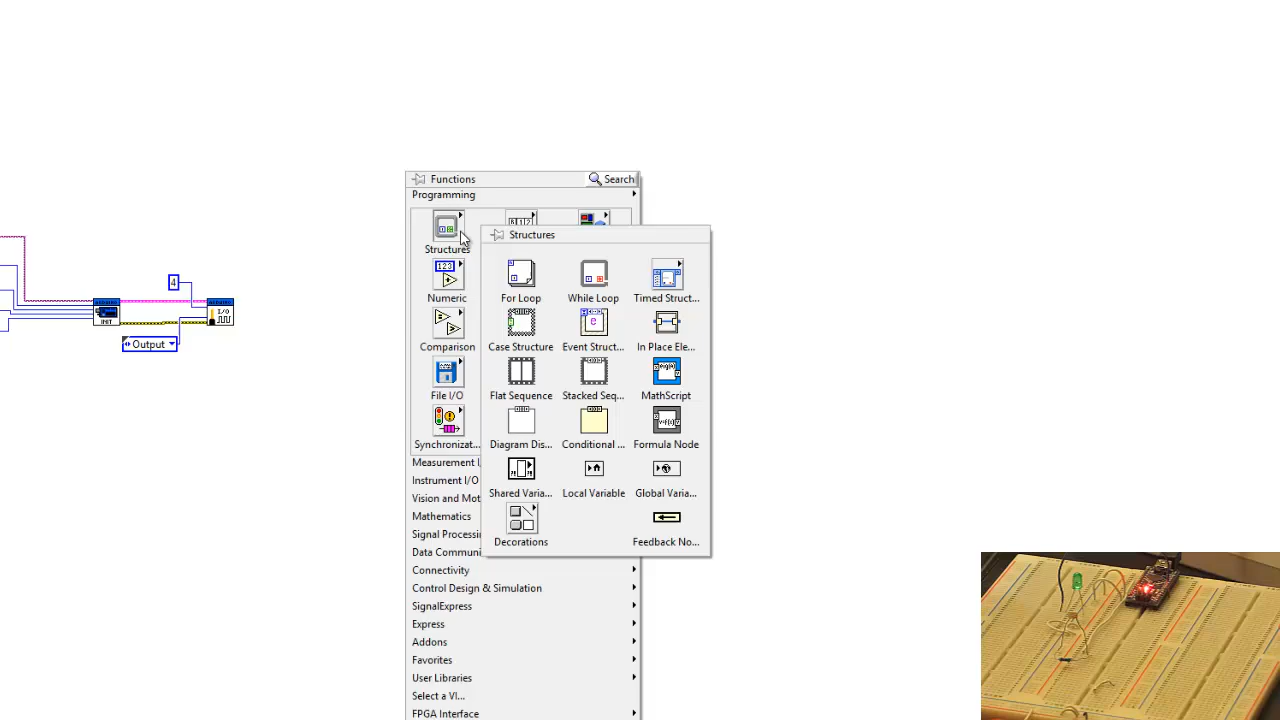 Functions
Search
Programming
Structures
Structures
For Loop
While Loop
Timed Struct...
Numeric
Case Structure
Event Struct...
In Place Ele...
Comparison
Flat Sequence
Stacked Seq...
MathScript
File I/O
Diagram Dis...
Conditional ...
Formula Node
Synchronizat...
Shared Varia...
Local Variable
Global Varia...
Decorations
Feedback No...
Measurement I
Instrument I/O
Vision and Mot
Mathematics
Signal Processi
Data Communi
Connectivity
Control Design & Simulation
SignalExpress
Express
Addons
Favorites
User Libraries
Select a VI...
FPGA Interface
4
INIT
I/O
Output
123